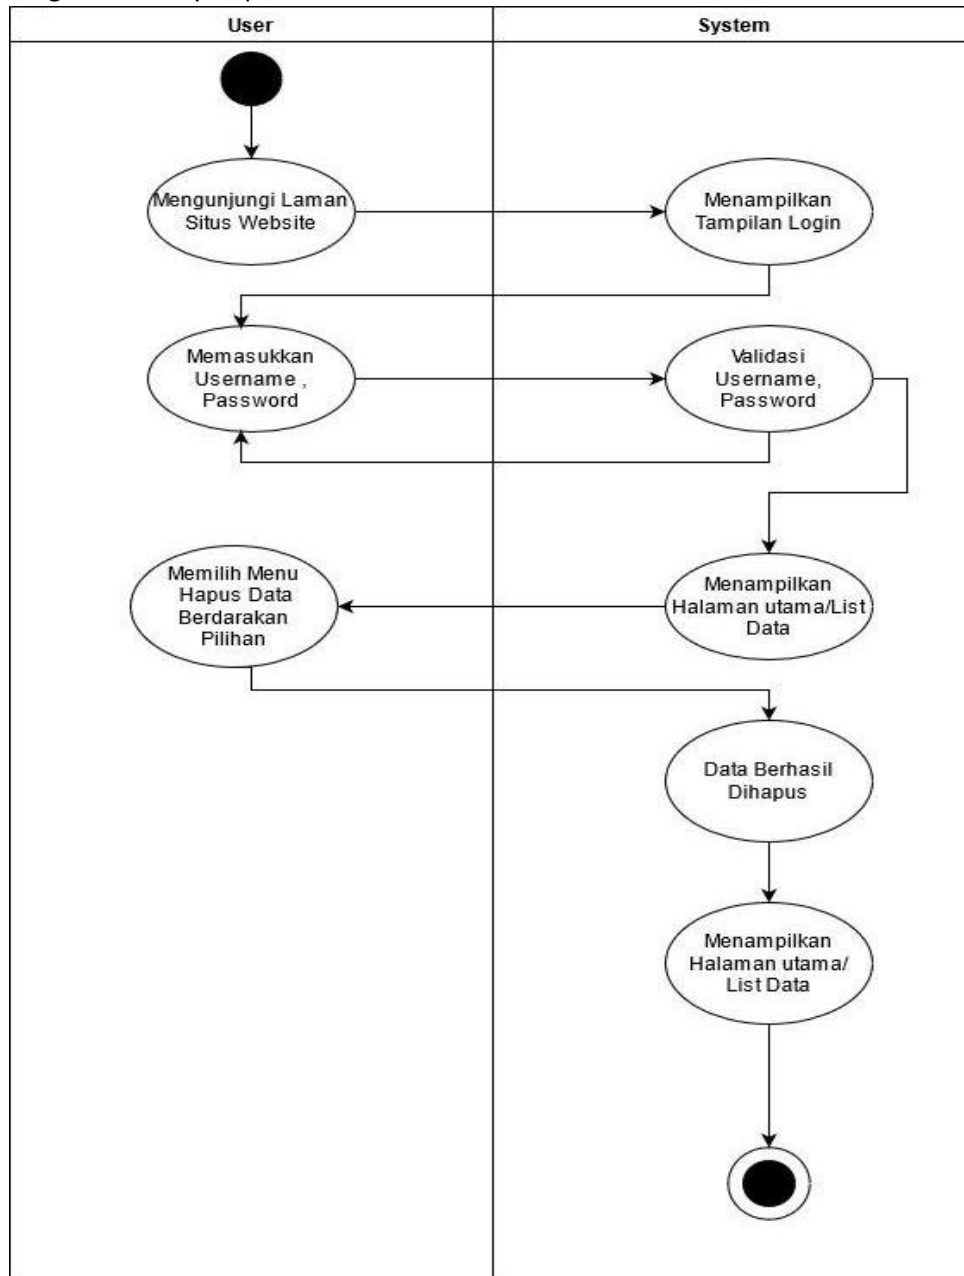 User
System
Mengunjungi Laman
Situs Website
Menampilkan
Tampilan Login
Memasukkan
Username ,
Password
Validasi
Username,
Password
Memilih Menu
Hapus Data
Berdarakan
Pilihan
Menampilkan
Halaman utama/List
Data
Data Berhasil
Dihapus
Menampilkan
Halaman utama/
List Data